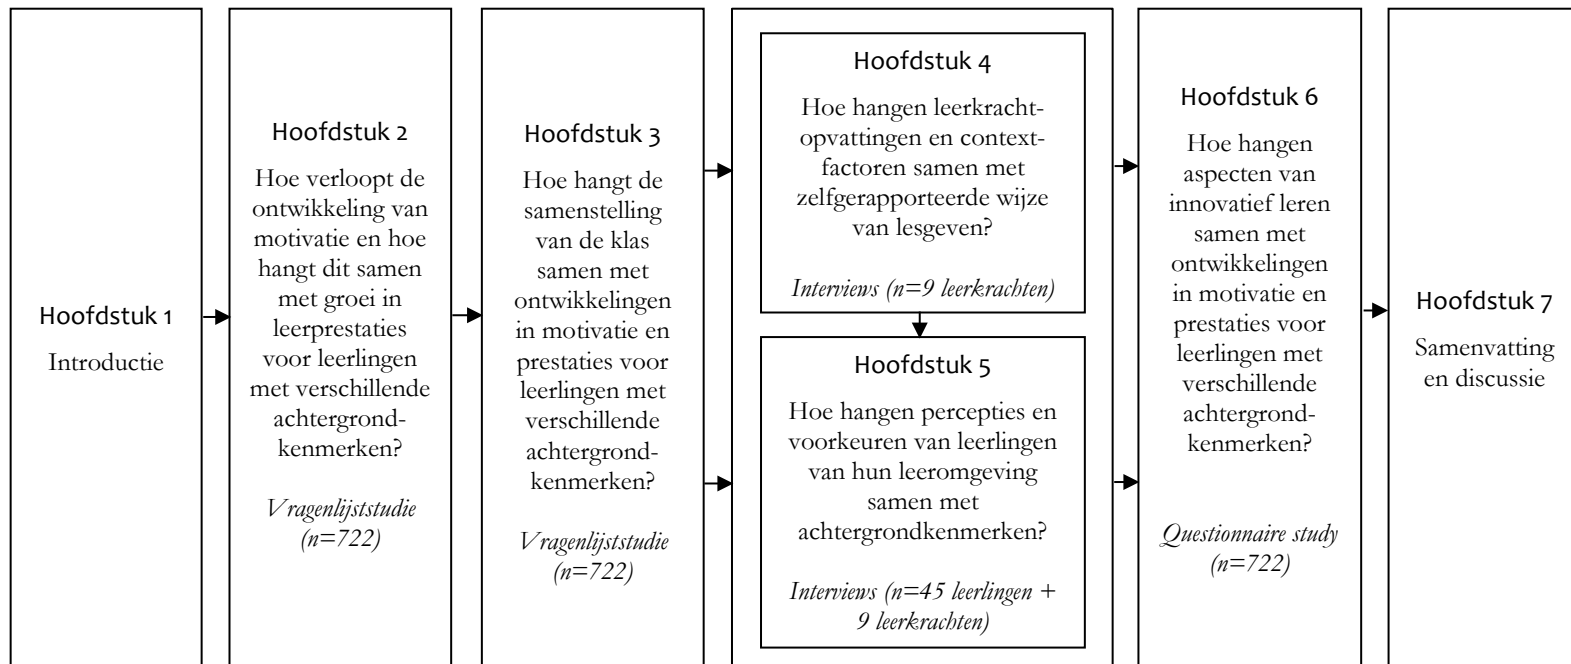 Hoofdstuk 1
Introductie
Hoofdstuk 2
Hoe verloopt de
ontwikkeling van
motivatie en hoe
hangt dit samen
met groei in
leerprestaties
voor leerlingen
met verschillende
achtergrond-
kenmerken?
Vragenlijststudie
(n=722)
Hoofdstuk 3
Hoe hangt de
samenstelling
van de klas
samen met
ontwikkelingen
in motivatie en
prestaties voor
leerlingen met
verschillende
achtergrond-
kenmerken?
Vragenlijststudie
(n=722)
Hoofdstuk 4
Hoe hangen leerkracht-
opvattingen en context-
factoren samen met
zelfgerapporteerde wijze
van lesgeven?
Interviews (n=9 leerkrachten)
Hoofdstuk 5
Hoe hangen percepties en
voorkeuren van leerlingen
van hun leeromgeving
samen met
achtergrondkenmerken?
Interviews (n=45 leerlingen +
9 leerkrachten)
Hoofdstuk 6
Hoe hangen
aspecten van
innovatief leren
samen met
ontwikkelingen
in motivatie en
prestaties voor
leerlingen met
verschillende
achtergrond-
kenmerken?
Questionnaire study
(n=722)
Hoofdstuk 7
Samenvatting
en discussie